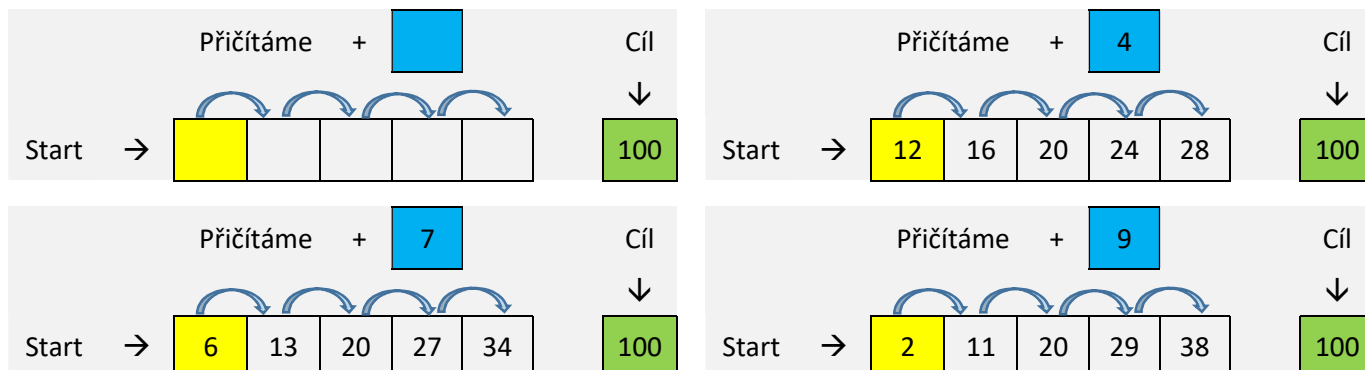 Přičítáme + Cíl
↓
Start → 100
Přičítáme + 4 Cíl
↓
Start → 12 16 20 24 28 100
Přičítáme + 7 Cíl
↓
Start → 6 13 20 27 34 100
Přičítáme + 9 Cíl
↓
Start → 2 11 20 29 38 100